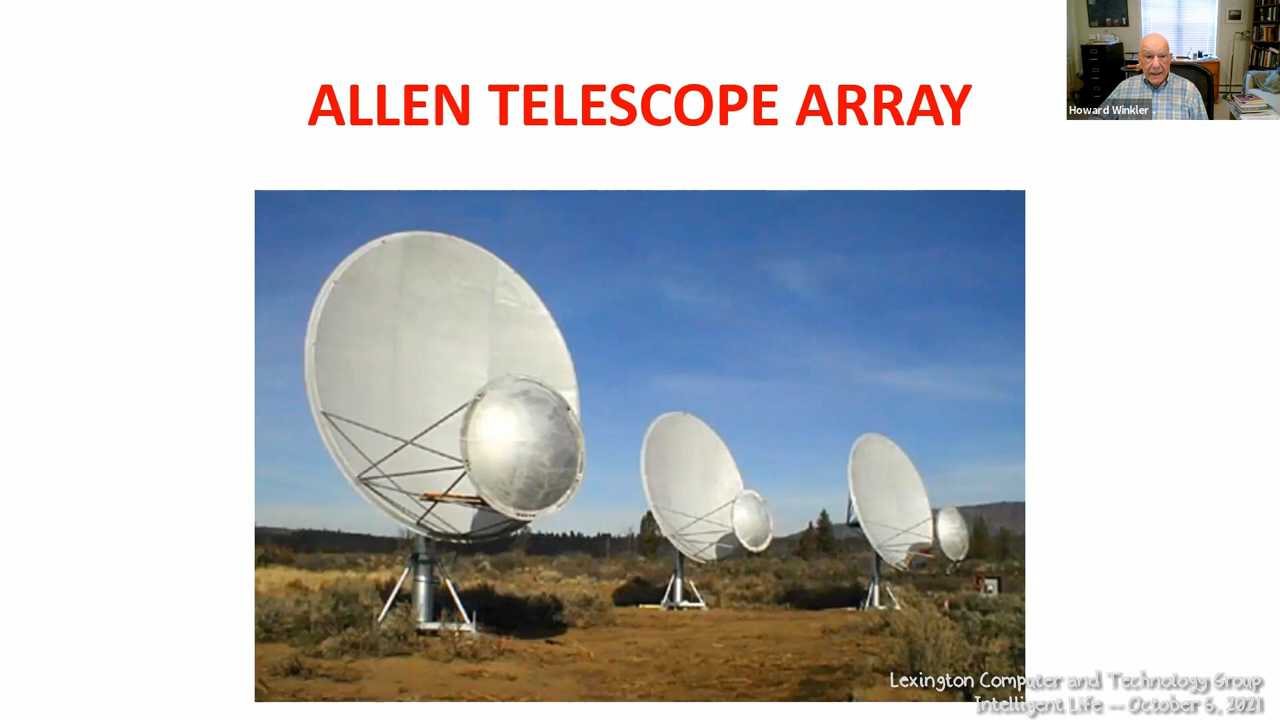 ALLEN TELESCOPE ARRAY
Howard Winkler
Lexington Computer and Technology Group
Intelligent Life -- October 6, 2021